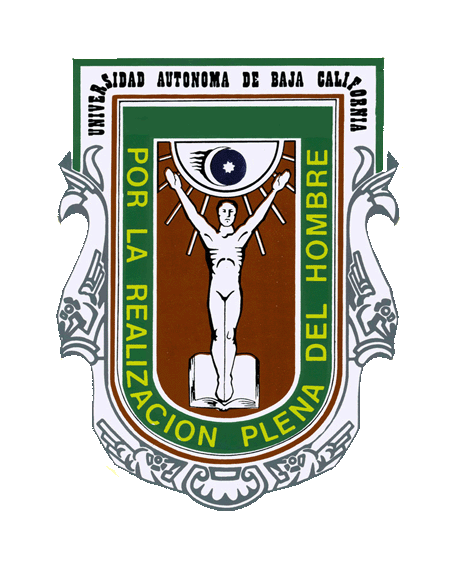 UNIVERSIDAD AUTONOMA DE BAJA CALIFORNIA
POR LA REALIZACION PLENA DEL HOMBRE